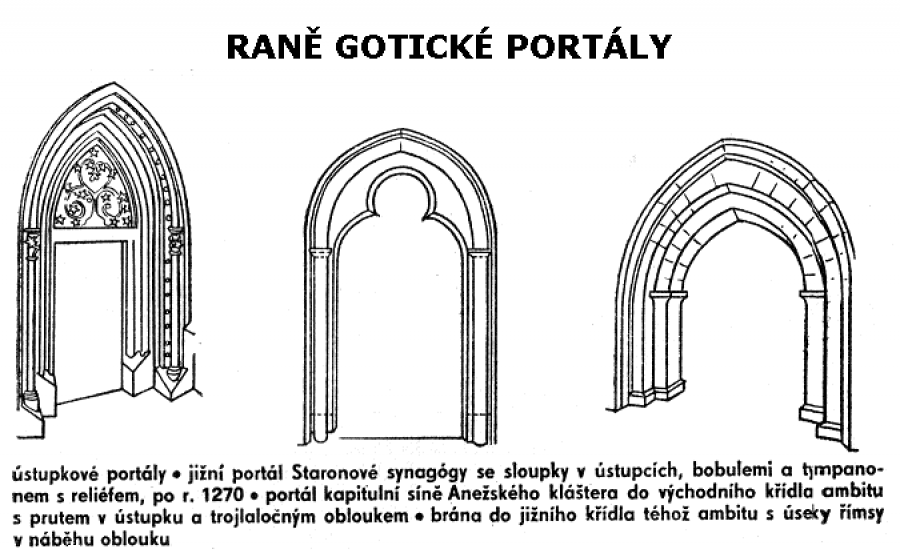 RANĚ GOTICKÉ PORTÁLY
ústupkové portály • jižní portál Staronové synagógy se sloupky v ústupcích, bobulemi a tympano-
nem s reliéfem, po r. 1270 • portál kapitulní síně Anežského kláštera do východního křídla ambitu
s prutem v ústupku a trojlaločným obloukem • brána do jižního křídla téhož ambitu s úseky římsy
v náběhu oblouku